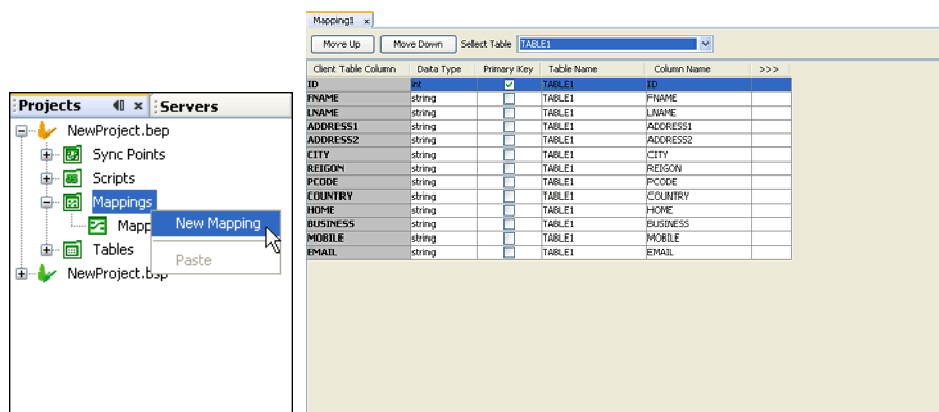 Projects Servers
NewProject.bep
Sync Points
Scripts
Mappings
Mapp
New Mapping
Tables
Paste
NewProject.bsp
Mapping1
Move Up Move Down Select Table TABLE1
Client Table Column Data Type Primary Key Table Name Column Name >>>
ID int TABLE1 ID
FNAME string TABLE1 FNAME
LNAME string TABLE1 LNAME
ADDRESS1 string TABLE1 ADDRESS1
ADDRESS2 string TABLE1 ADDRESS2
CITY string TABLE1 CITY
REIGON string TABLE1 REIGON
PCODE string TABLE1 PCODE
COUNTRY string TABLE1 COUNTRY
HOME string TABLE1 HOME
BUSINESS string TABLE1 BUSINESS
MOBILE string TABLE1 MOBILE
EMAIL string TABLE1 EMAIL